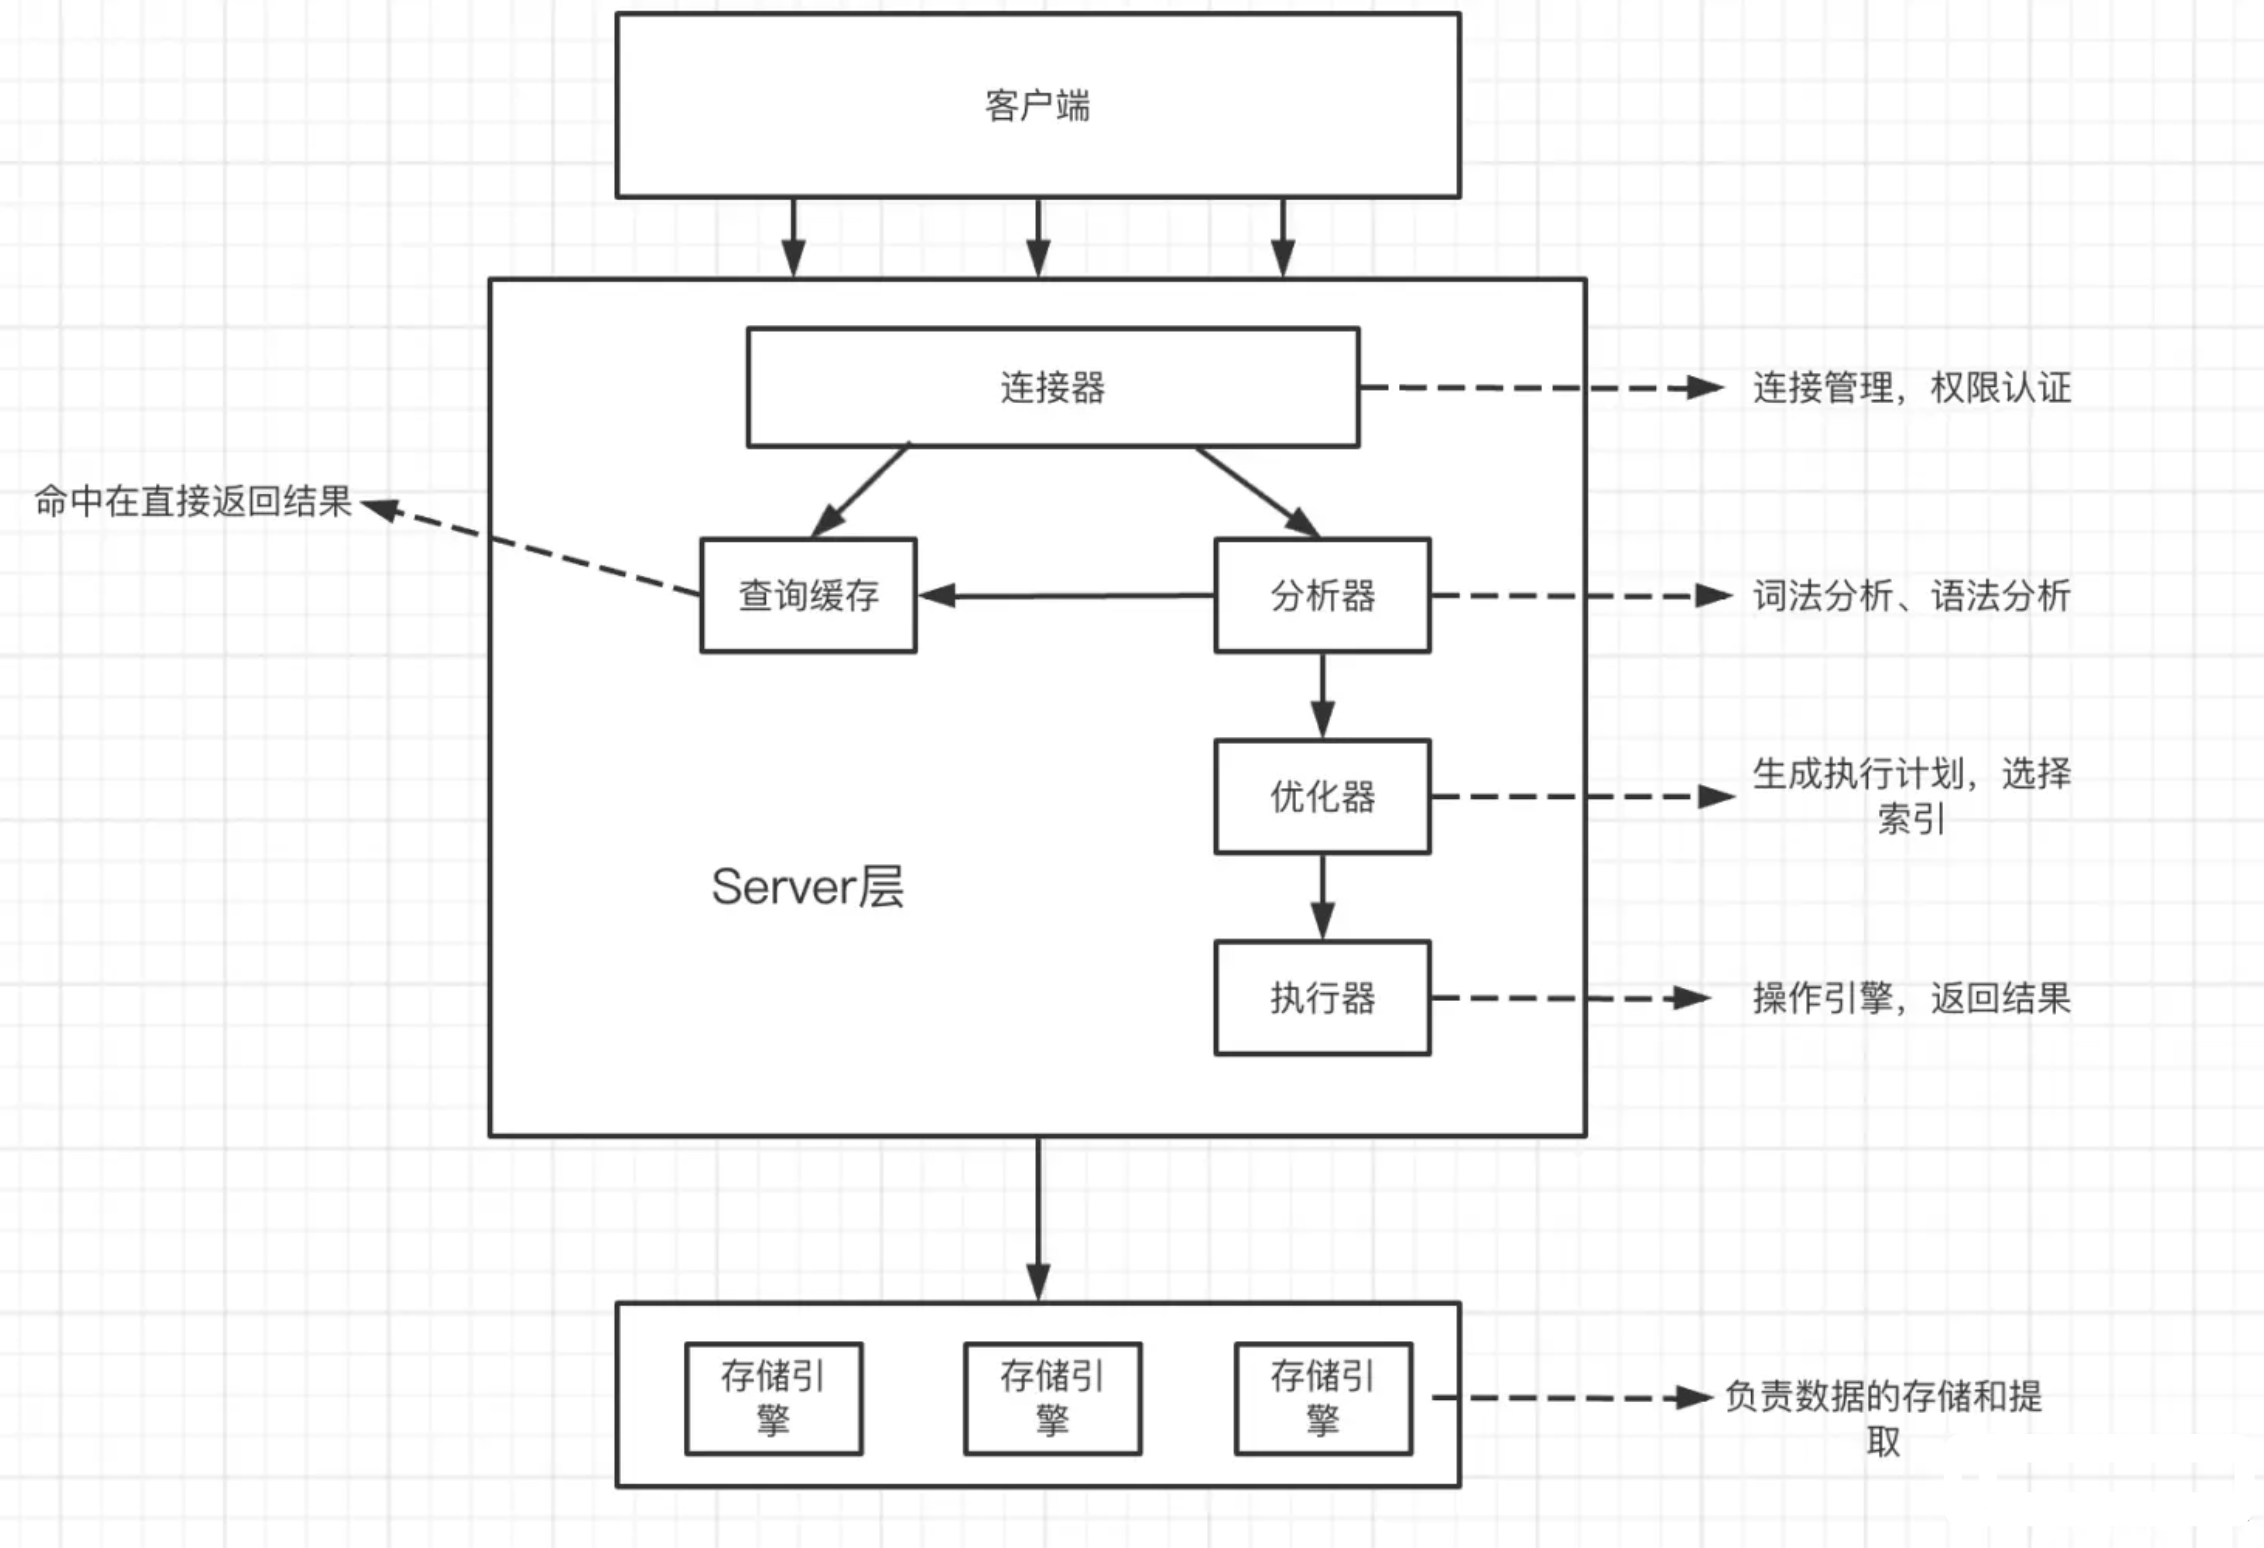 客户端
连接器
连接管理，权限认证
命中在直接返回结果
查询缓存
分析器
词法分析、语法分析
优化器
生成执行计划，选择
索引
Server层
执行器
操作引擎，返回结果
存储引
擎
存储引
擎
存储引
擎
负责数据的存储和提
取